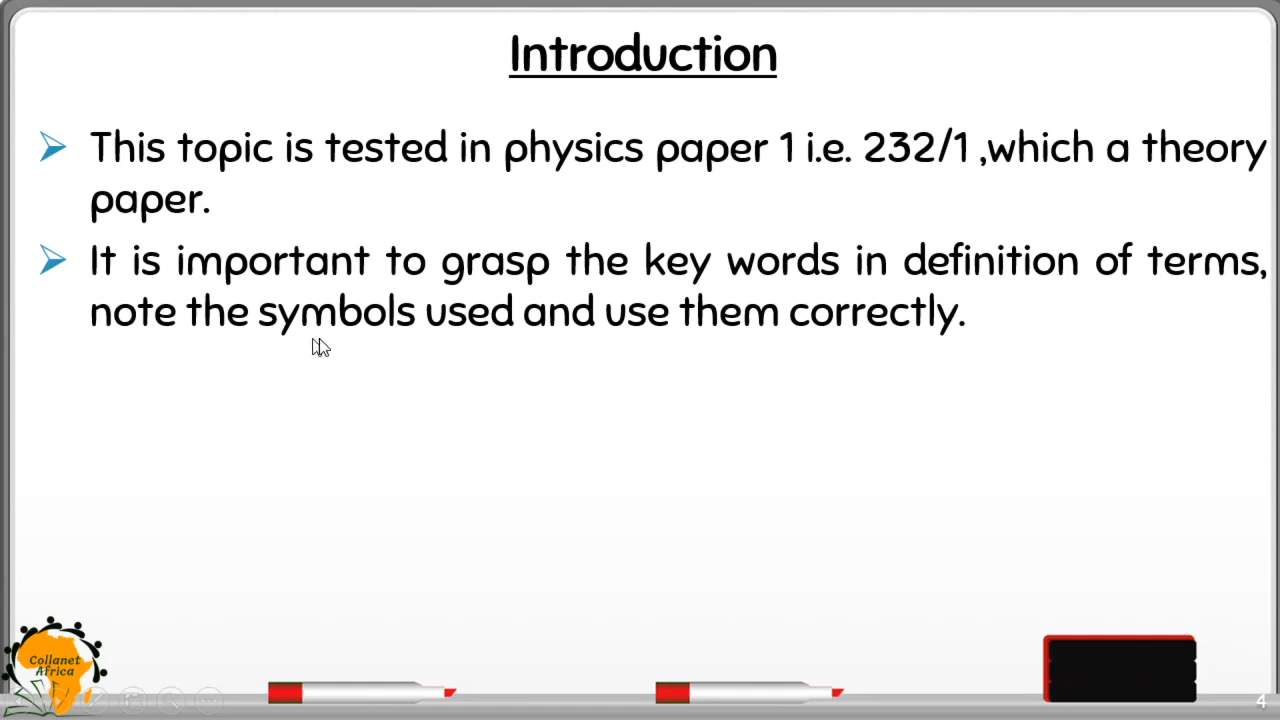 Introduction
This topic is tested in physics paper 1 i.e. 232/1 ,which a theory
paper.
It is important to grasp the key words in definition of terms,
note the symbols used and use them correctly.
Collanet
Africa
4